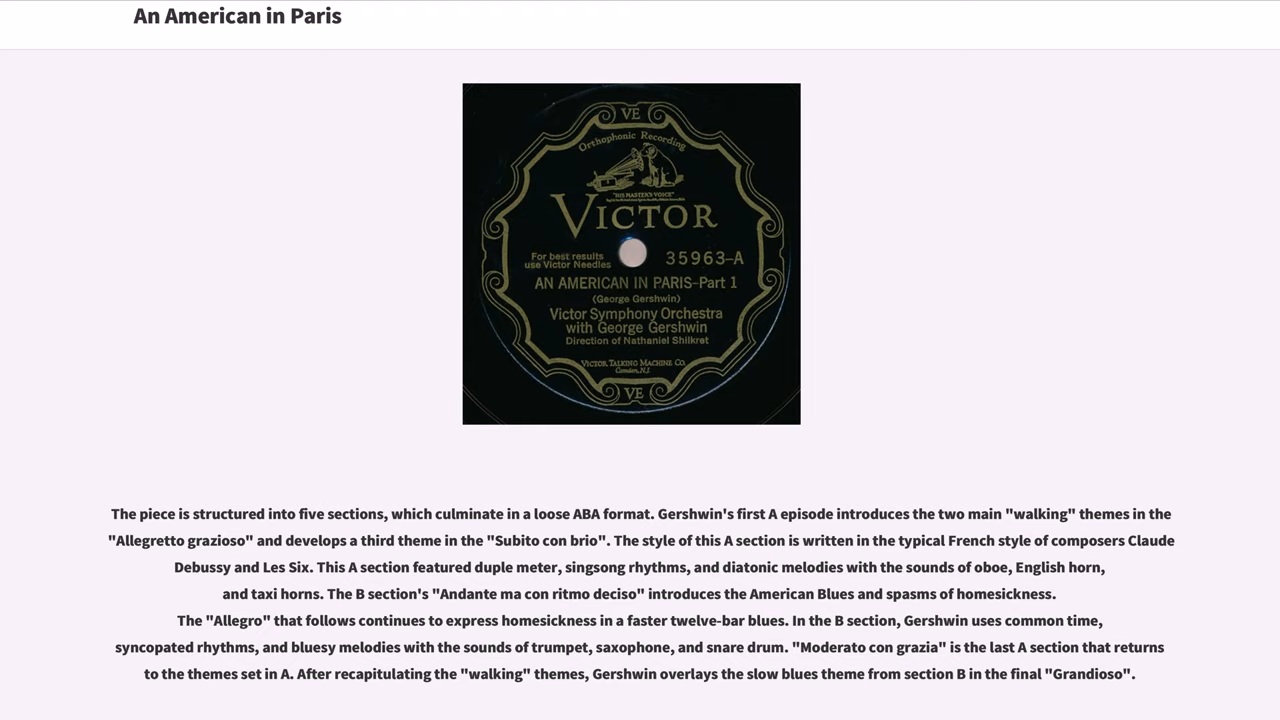 An American in Paris
VE
Orthophonic Recording
"HIS MASTER'S VOICE"
VICTOR
For best results
use Victor Needles
35963-A
AN AMERICAN IN PARIS-Part 1
(George Gershwin)
Victor Symphony Orchestra
with George Gershwin
Direction of Nathaniel Shilkret
VICTOR TALKING MACHINE CO.
Camden, N.J.
VE
The piece is structured into five sections, which culminate in a loose ABA format. Gershwin's first A episode introduces the two main "walking" themes in the
"Allegretto grazioso" and develops a third theme in the "Subito con brio". The style of this A section is written in the typical French style of composers Claude
Debussy and Les Six. This A section featured duple meter, singsong rhythms, and diatonic melodies with the sounds of oboe, English horn,
and taxi horns. The B section's "Andante ma con ritmo deciso" introduces the American Blues and spasms of homesickness.
The "Allegro" that follows continues to express homesickness in a faster twelve-bar blues. In the B section, Gershwin uses common time,
syncopated rhythms, and bluesy melodies with the sounds of trumpet, saxophone, and snare drum. "Moderato con grazia" is the last A section that returns
to the themes set in A. After recapitulating the "walking" themes, Gershwin overlays the slow blues theme from section B in the final "Grandioso".